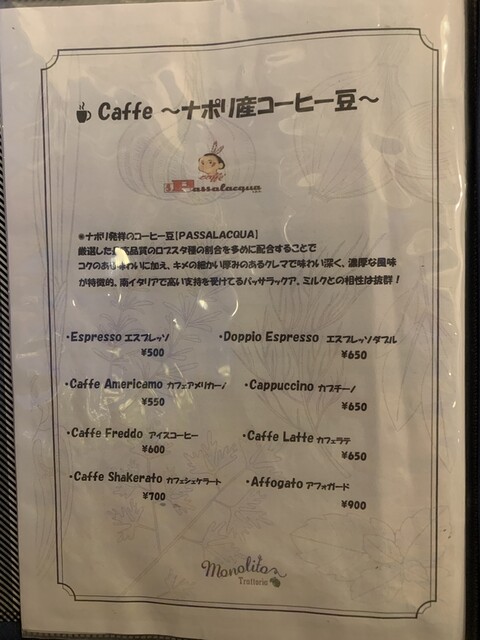 Caffe ～ナポリ産コーヒー豆～
Passalacqua
※ナポリ発祥のコーヒー豆【PASSALACQUA】
厳選した最高品質のロブスタ種の割合を多めに配合することで
コクのある味わいに加え、キメの細かい厚みのあるクレマで味わい深く、濃厚な風味
が特徴的。南イタリアで高い支持を受けてるパッサラックア、ミルクとの相性は抜群！
・Espresso エスプレッソ
¥500
・Doppio Espresso エスプレッソダブル
¥650
・Caffe Americamo カフェアメリカーノ
¥550
・Cappuccino カプチーノ
¥650
・Caffe Freddo アイスコーヒー
¥600
・Caffe Latte カフェラテ
¥650
・Caffe Shakerato カフェシェケラート
¥700
・Affogato アフォガード
¥900
Monolito
Trattoria